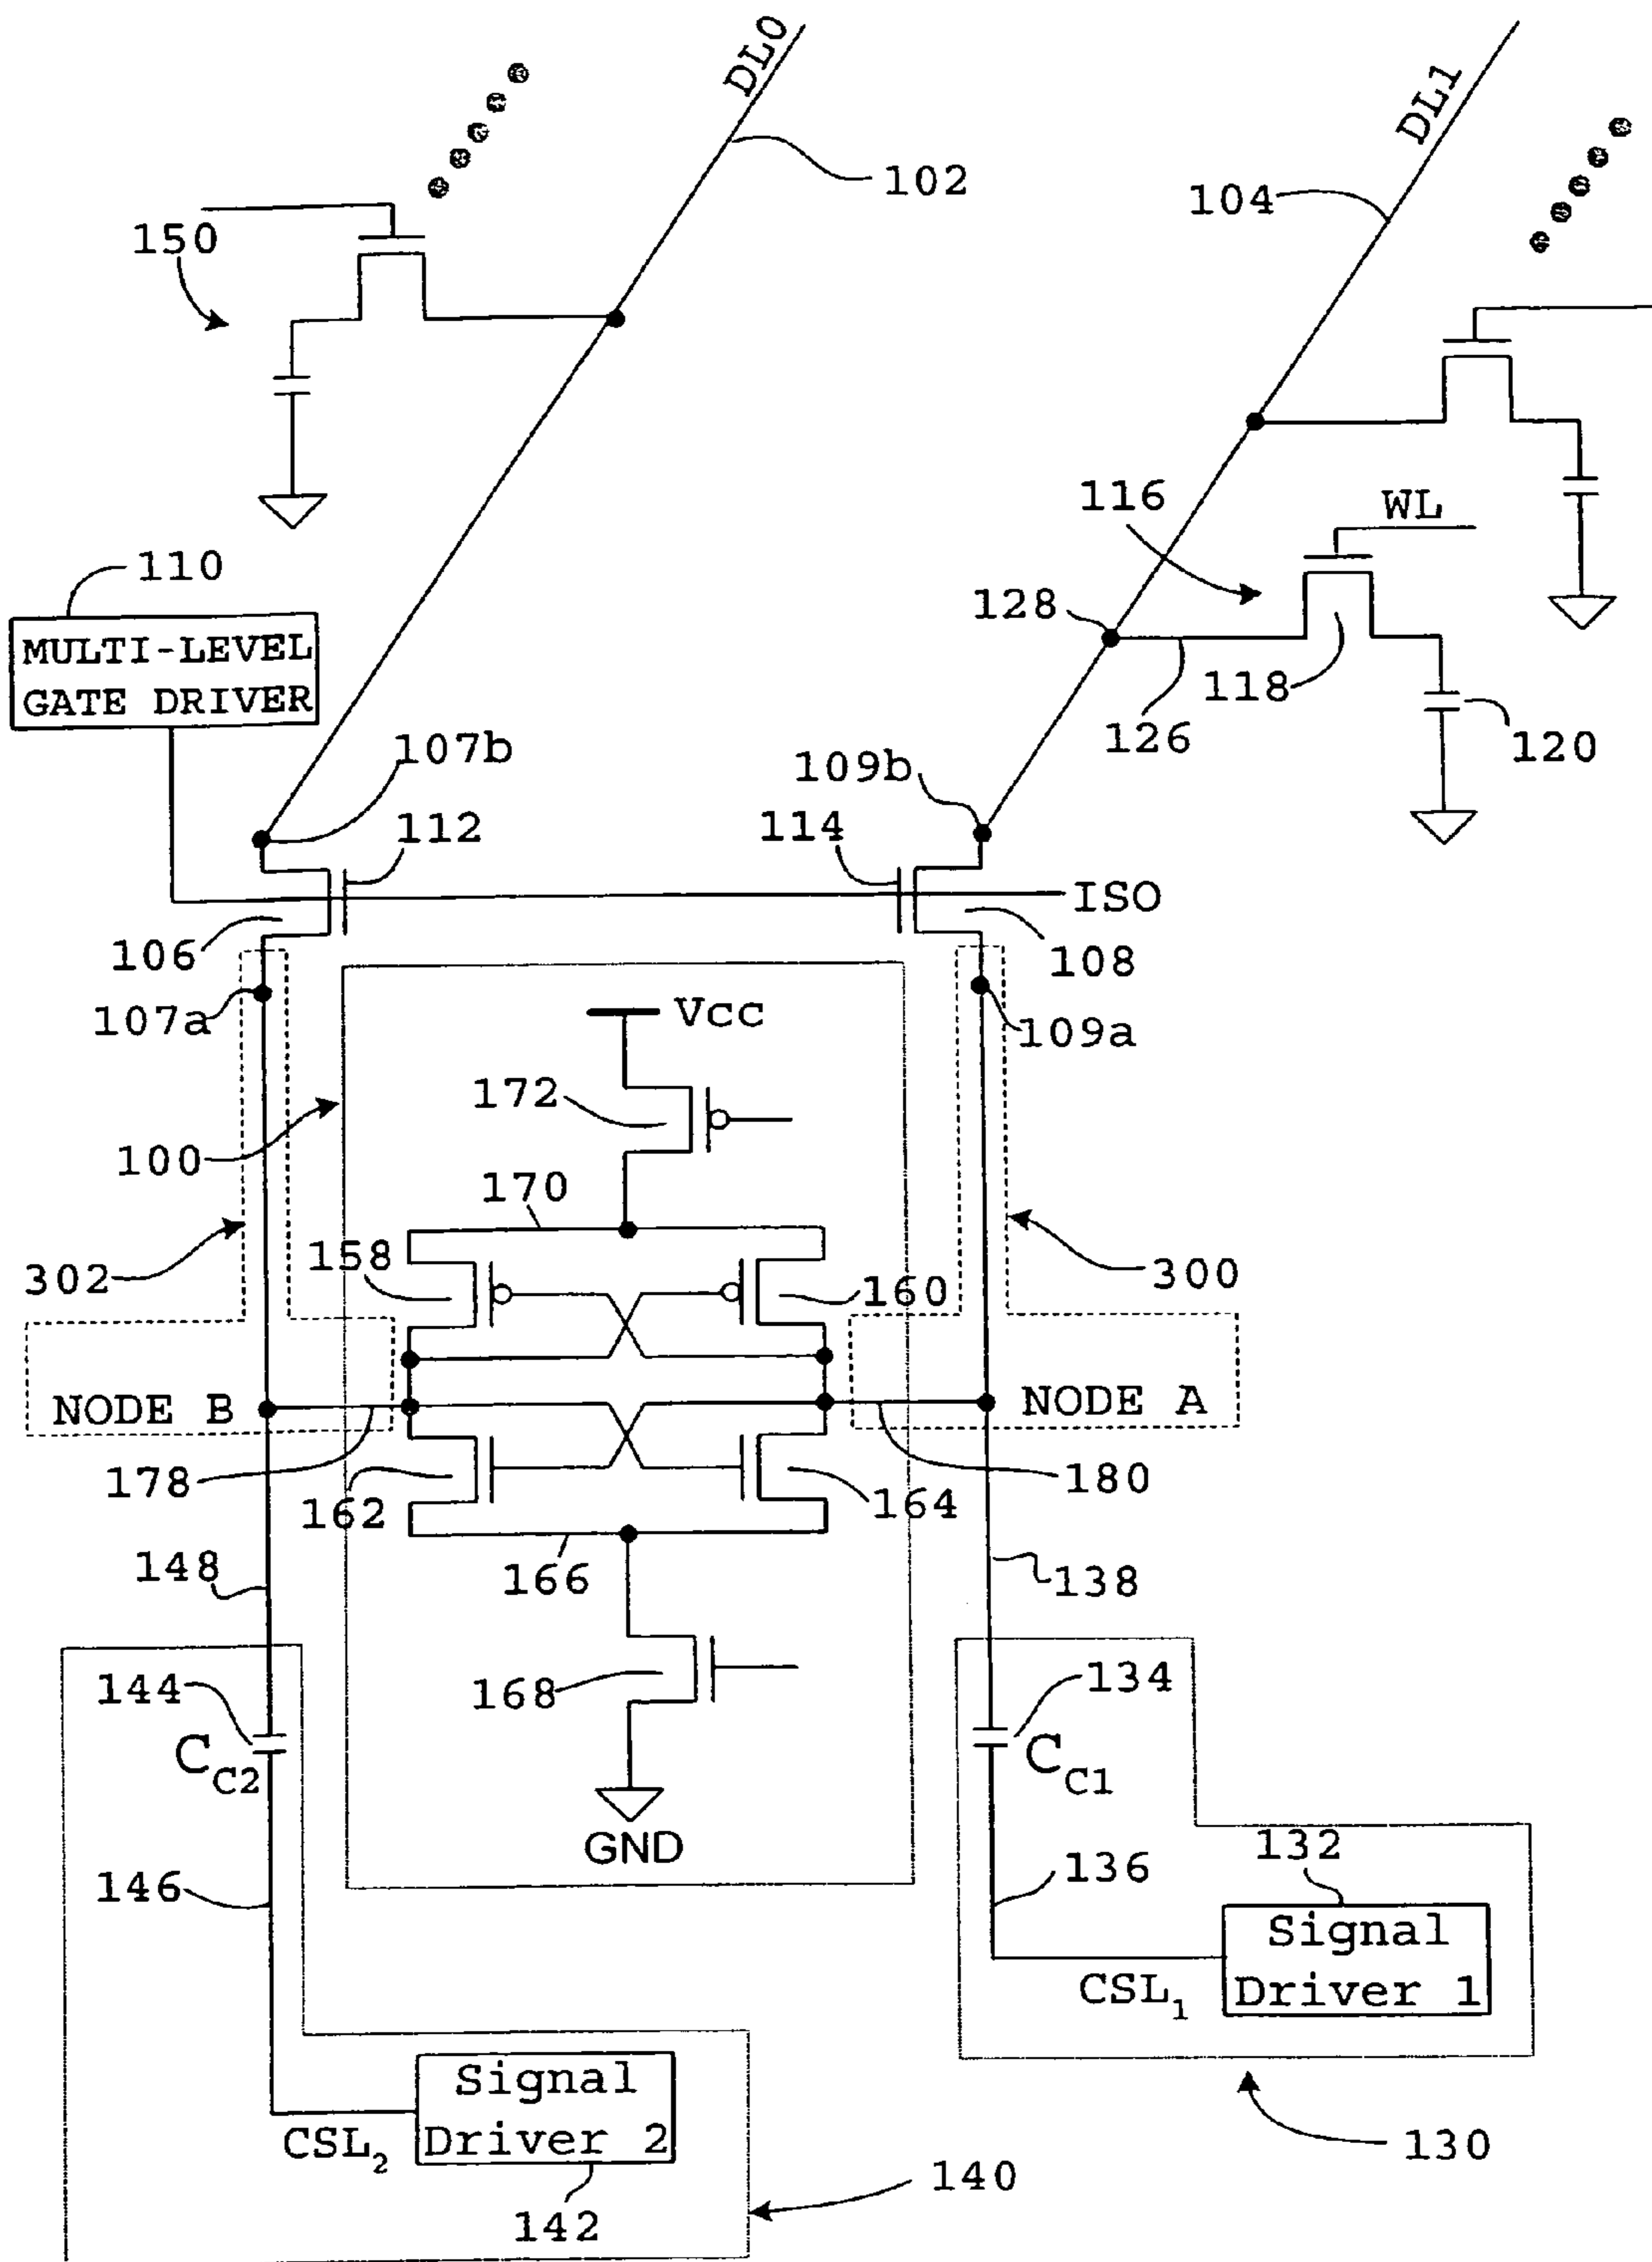 DL0
DL1
102
104
150
116
WL
110
128
MULTI-LEVEL
GATE DRIVER
118
126
120
107b
109b
112
114
ISO
106
108
107a
109a
Vcc
172
100
170
158
160
302
300
NODE B
NODE A
178
180
162
164
148
166
138
144
134
168
CC2
CC1
GND
146
136
132
Signal
Driver 1
CSL1
Signal
Driver 2
CSL2
130
140
142